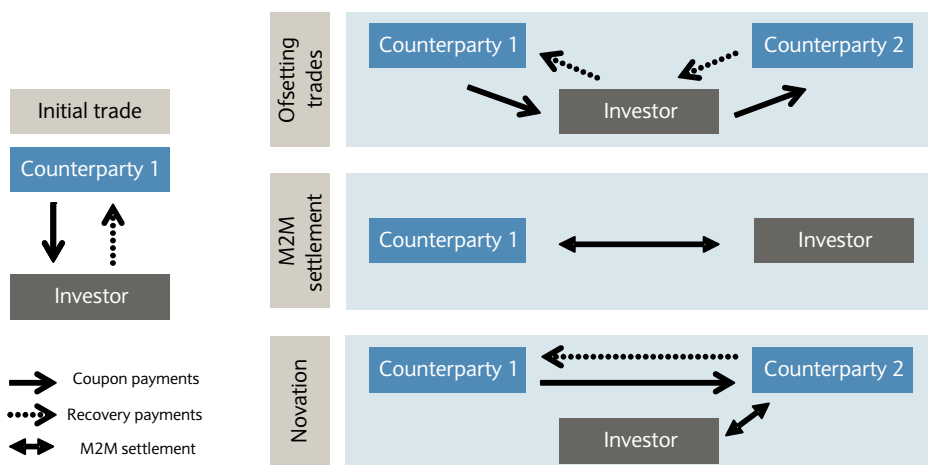 Initial trade
Counterparty 1
Investor
Coupon payments
Recovery payments
M2M settlement
Ofsetting
trades
Counterparty 1
Counterparty 2
Investor
M2M
settlement
Counterparty 1
Investor
Novation
Counterparty 1
Counterparty 2
Investor